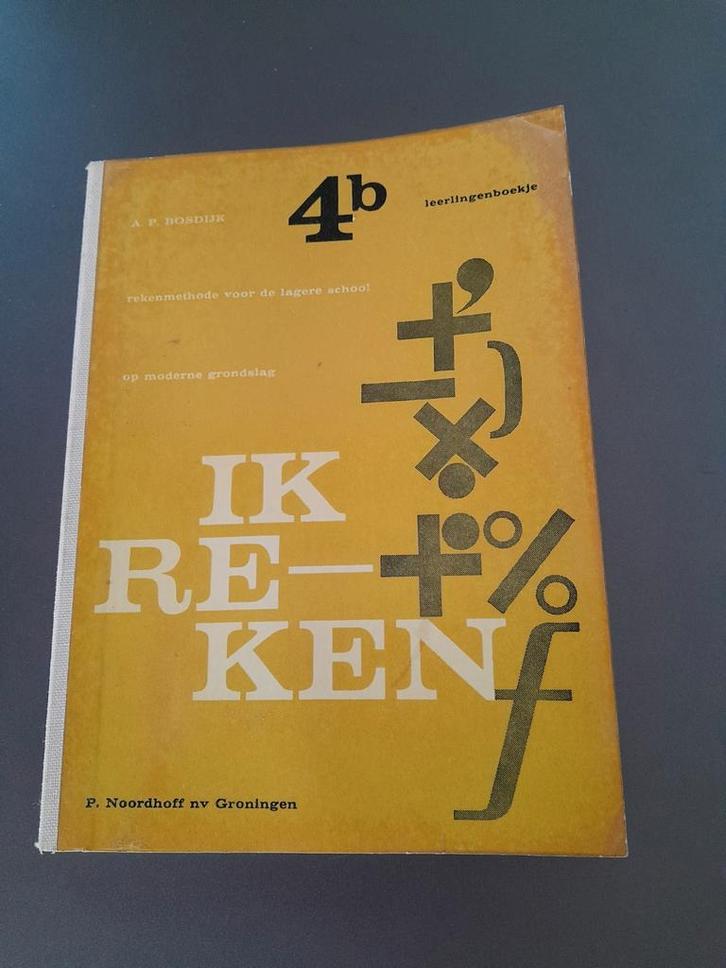 4b
leerlingenboekje
A. P. BOSDIJK
rekenmethode voor de lagere school
op moderne grondslag
IK
RE—
KEN
+ ,
— )
×
.
+ %
f
P. Noordhoff nv Groningen